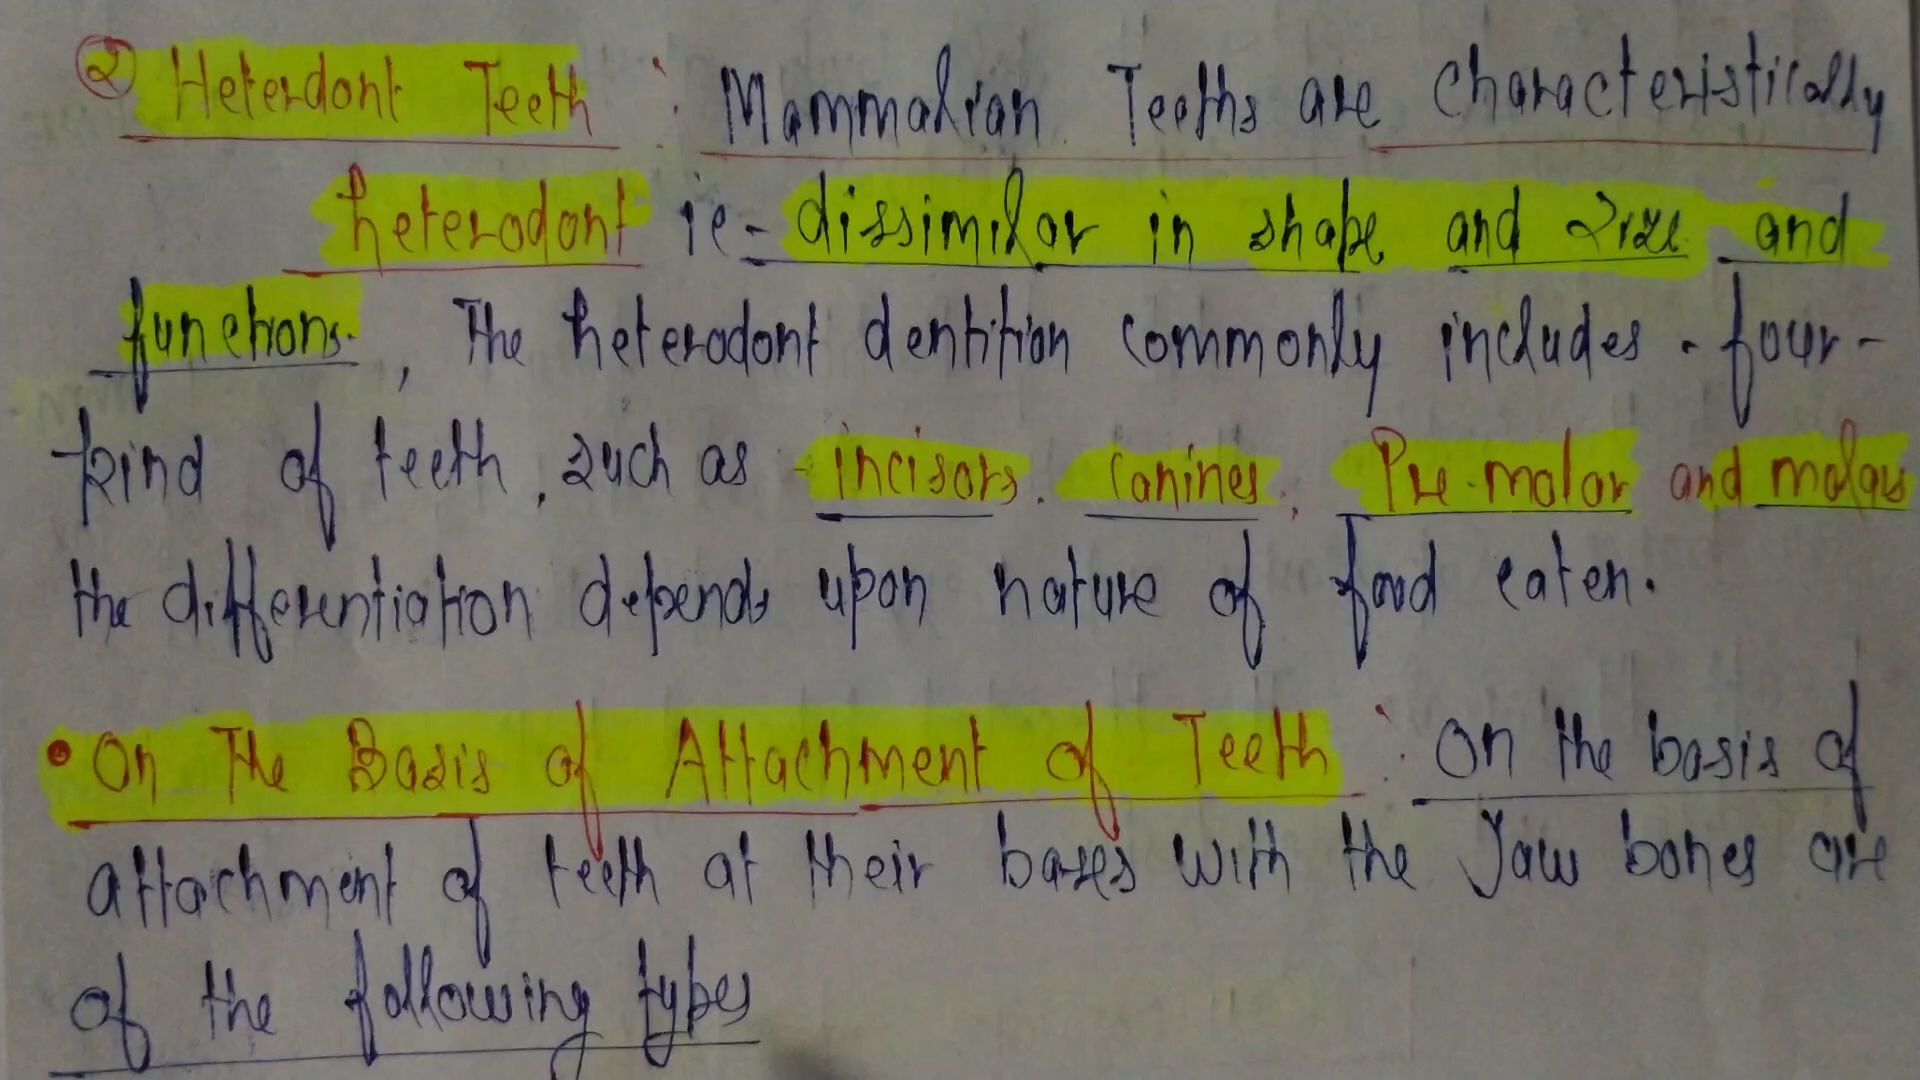 ② Heterdont Teeth : Mammalian Teeths are characteristically
heterodont ie- dissimilar in shape and size and
functions. , The heterodont dentition commonly includes - four-
kind of teeth, such as incisors, canines, Pre-molar and molars
the differentiation depends upon nature of food eaten.
• On The Basis of Attachment of Teeth : On the basis of
attachment of teeth at their bases with the Jaw bones are
of the following types